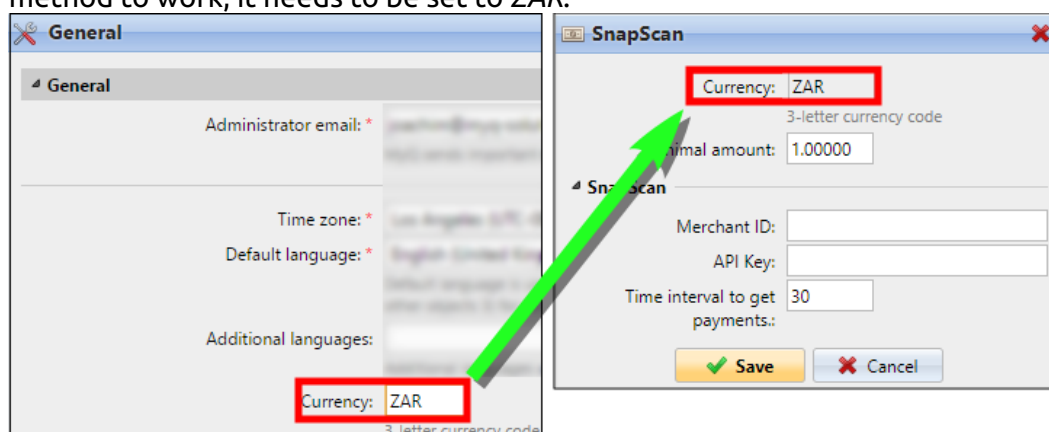 method to work, it needs to be set to ZAR.
General
General
Administrator email: *
Time zone: *
Default language: *
Additional languages:
Currency: ZAR
3-letter currency code
SnapScan
Currency: ZAR
3-letter currency code
amount: 1.00000
SnapScan
Merchant ID:
API Key:
Time interval to get 30
payments.:
Save Cancel